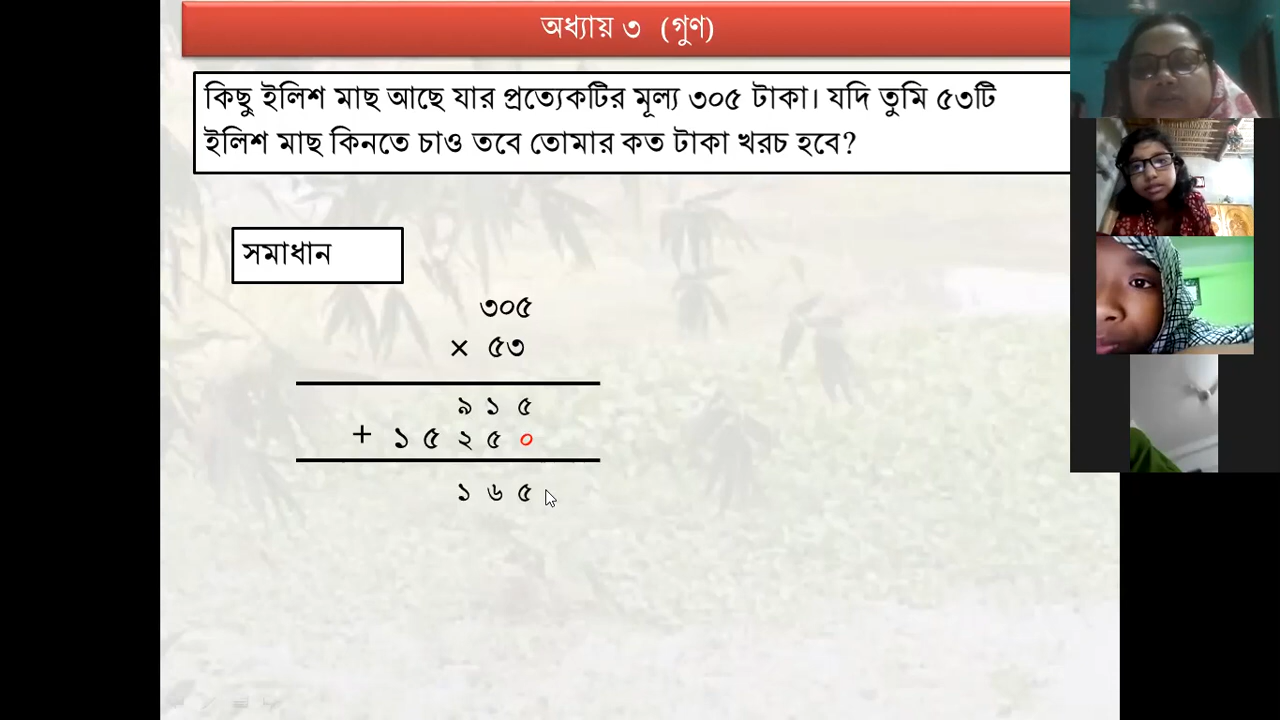 অধ্যায় ৩ (গুণ)
কিছু ইলিশ মাছ আছে যার প্রত্যেকটির মূল্য ৩০৫ টাকা। যদি তুমি ৫৩টি
ইলিশ মাছ কিনতে চাও তবে তোমার কত টাকা খরচ হবে?
সমাধান
৩০৫
× ৫৩
৯ ১ ৫
+ ১ ৫ ২ ৫ ০
১ ৬ ৫